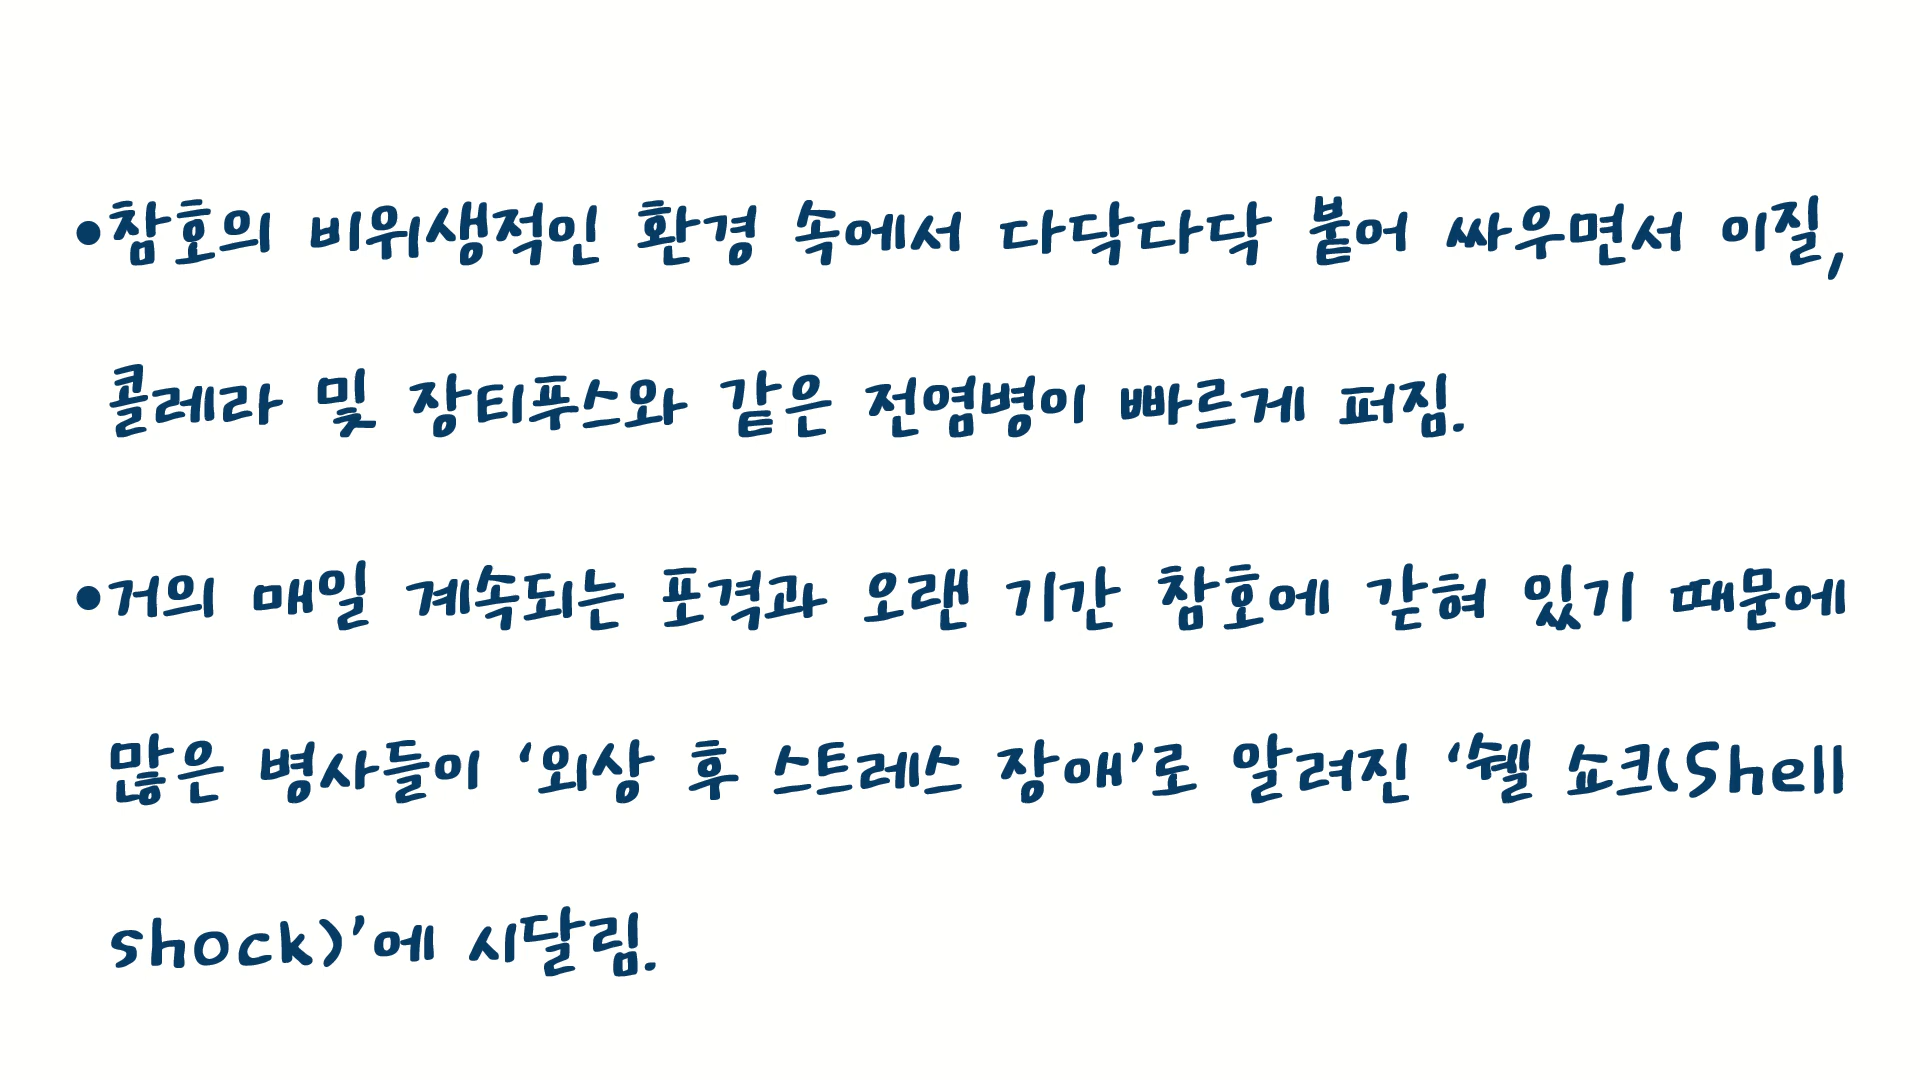 •참호의 비위생적인 환경 속에서 다닥다닥 붙어 싸우면서 이질,
콜레라 및 장티푸스와 같은 전염병이 빠르게 퍼짐.
•거의 매일 계속되는 포격과 오랜 기간 참호에 갇혀 있기 때문에
많은 병사들이 ‘외상 후 스트레스 장애’로 알려진 ‘쉘 쇼크(Shell
shock)’에 시달림.